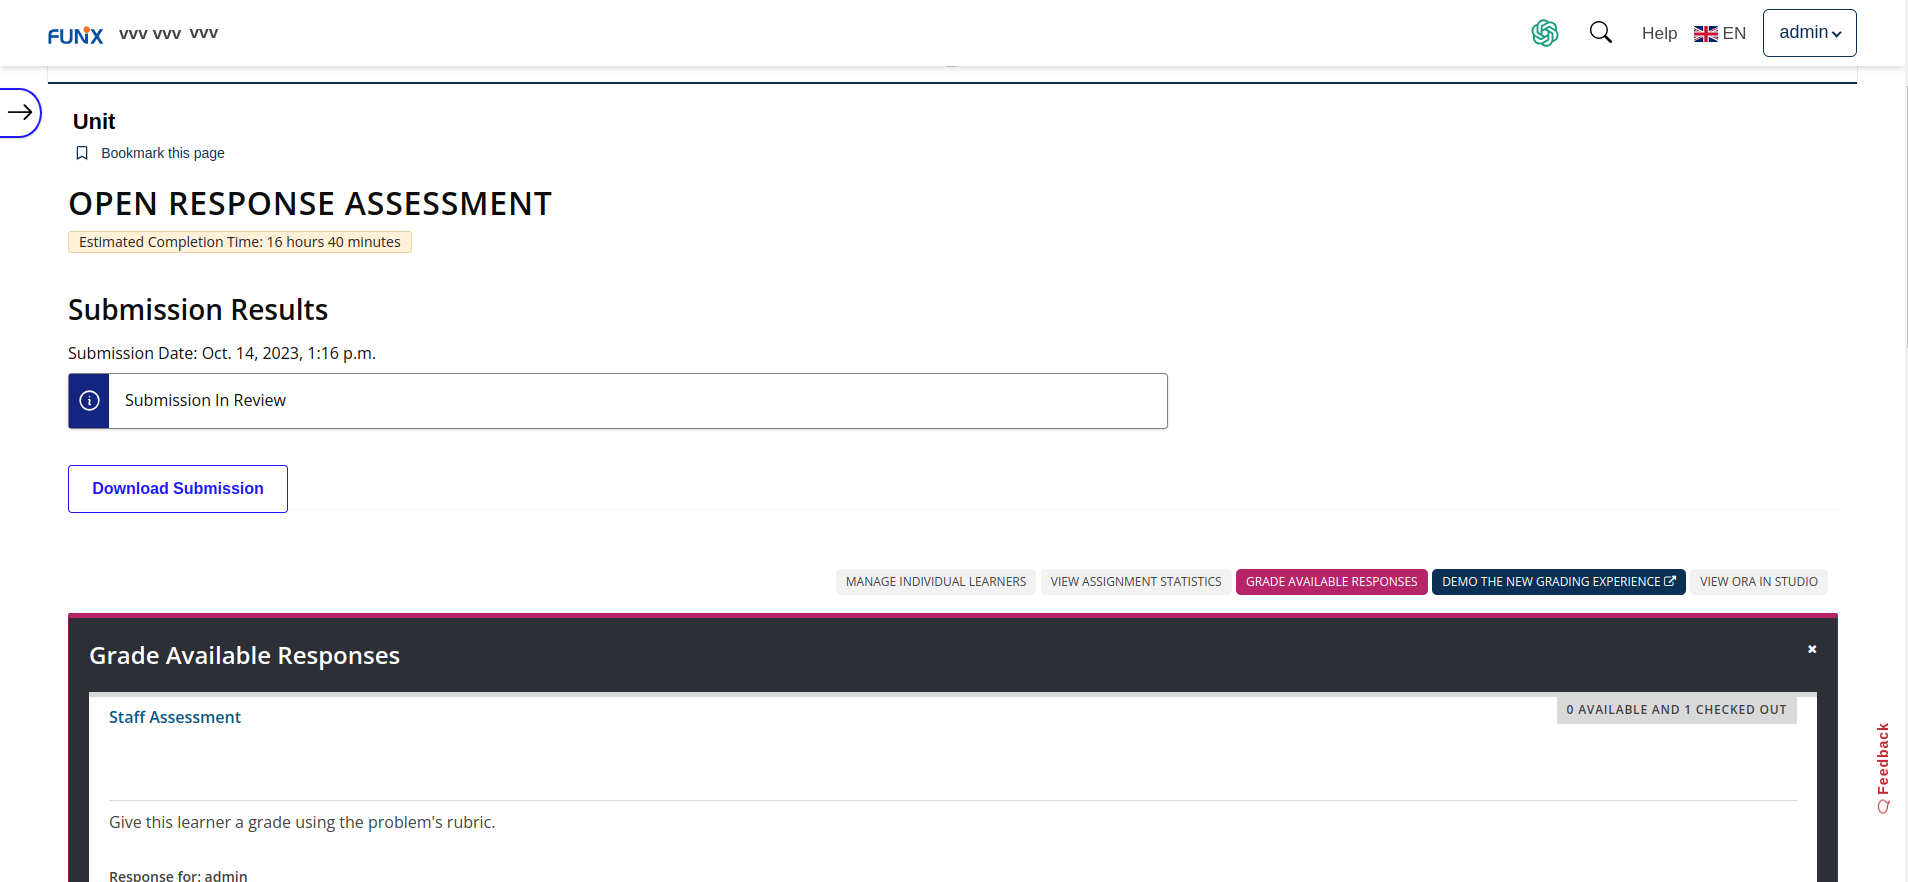 FUNiX vvv vvv vvv
Help EN admin
Unit
Bookmark this page
OPEN RESPONSE ASSESSMENT
Estimated Completion Time: 16 hours 40 minutes
Submission Results
Submission Date: Oct. 14, 2023, 1:16 p.m.
Submission In Review
Download Submission
MANAGE INDIVIDUAL LEARNERS VIEW ASSIGNMENT STATISTICS GRADE AVAILABLE RESPONSES DEMO THE NEW GRADING EXPERIENCE VIEW ORA IN STUDIO
Grade Available Responses
Staff Assessment
0 AVAILABLE AND 1 CHECKED OUT
Give this learner a grade using the problem's rubric.
Response for: admin
Feedback